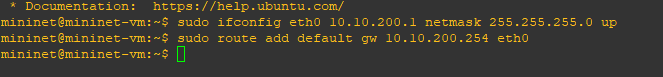 * Documentation:  https://help.ubuntu.com/
mininet@mininet-vm:~$ sudo ifconfig eth0 10.10.200.1 netmask 255.255.255.0 up
mininet@mininet-vm:~$ sudo route add default gw 10.10.200.254 eth0
mininet@mininet-vm:~$